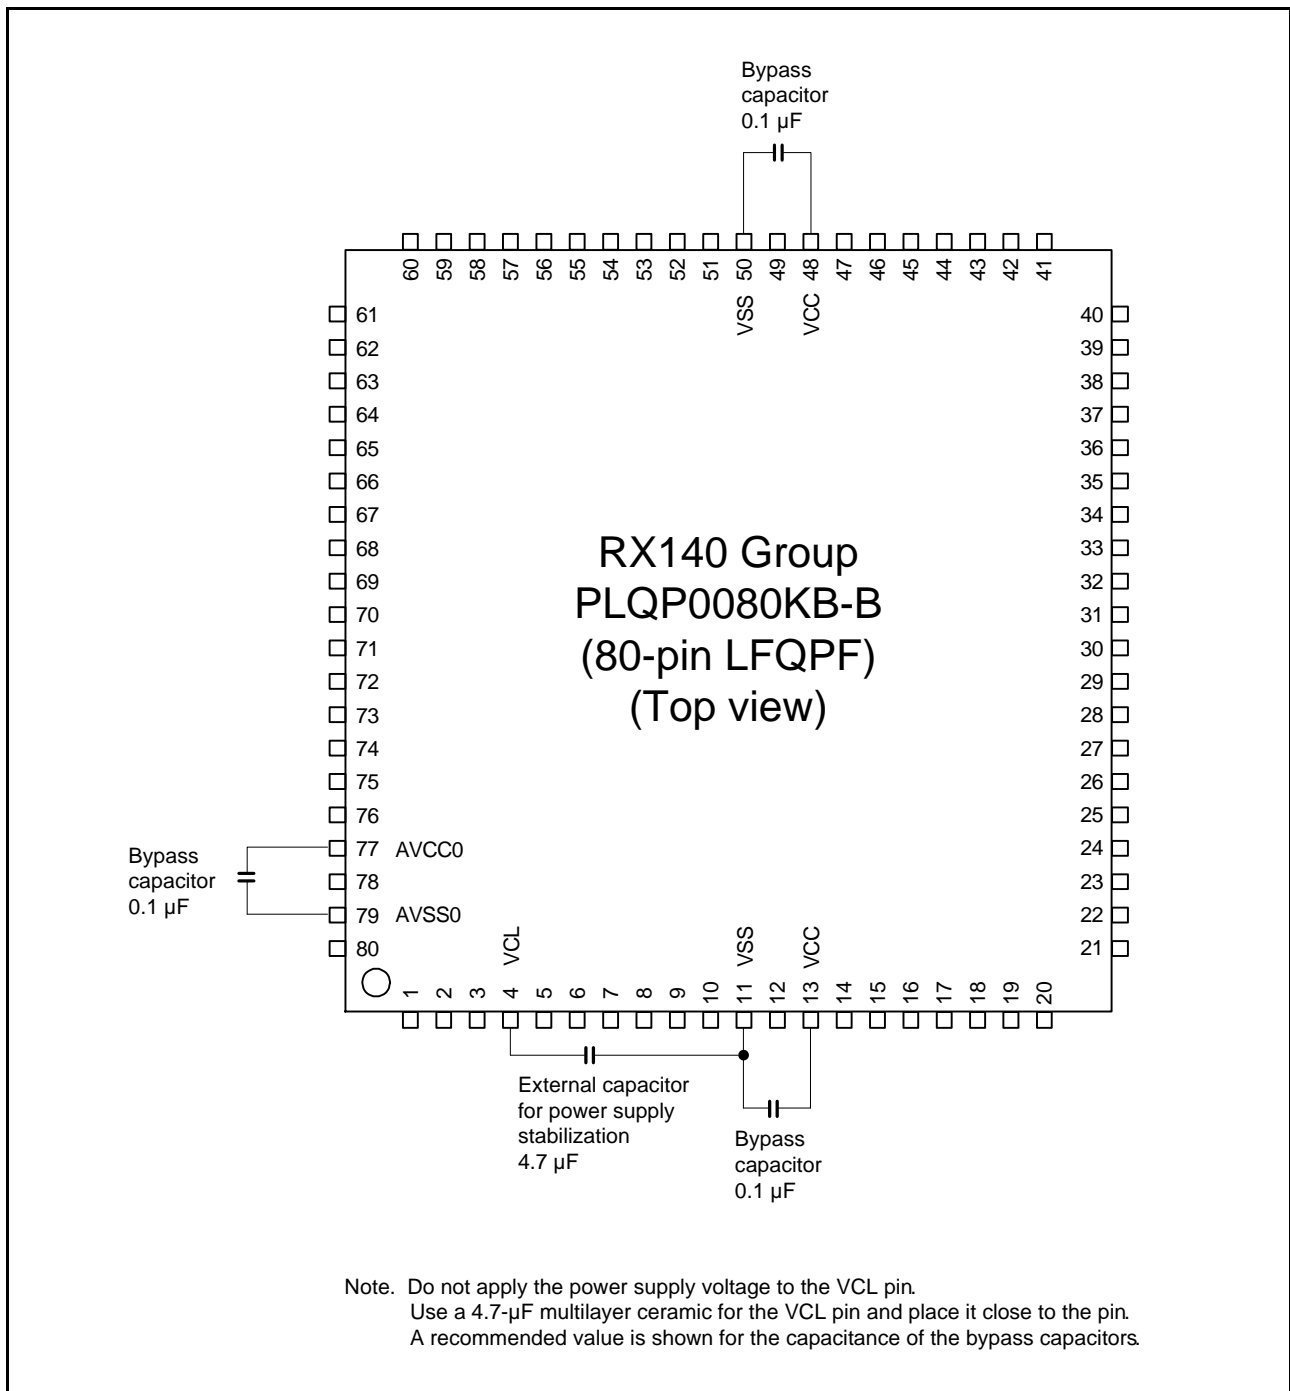 Bypass
capacitor
0.1 µF
60 59 58 57 56 55 54 53 52 51 50 49 48 47 46 45 44 43 42 41
VSS VCC
61 40
62 39
63 38
64 37
65 36
66 35
67 34
68 33
69 32
70 31
71 30
72 29
73 28
74 27
75 26
76 25
RX140 Group
PLQP0080KB-B
(80-pin LFQPF)
(Top view)
77 AVCC0 24
78 23
79 AVSS0 22
80 21
Bypass
capacitor
0.1 µF
VCL VSS VCC
1 2 3 4 5 6 7 8 9 10 11 12 13 14 15 16 17 18 19 20
External capacitor
for power supply
stabilization
4.7 µF
Bypass
capacitor
0.1 µF
Note. Do not apply the power supply voltage to the VCL pin.
Use a 4.7-µF multilayer ceramic for the VCL pin and place it close to the pin.
A recommended value is shown for the capacitance of the bypass capacitors.